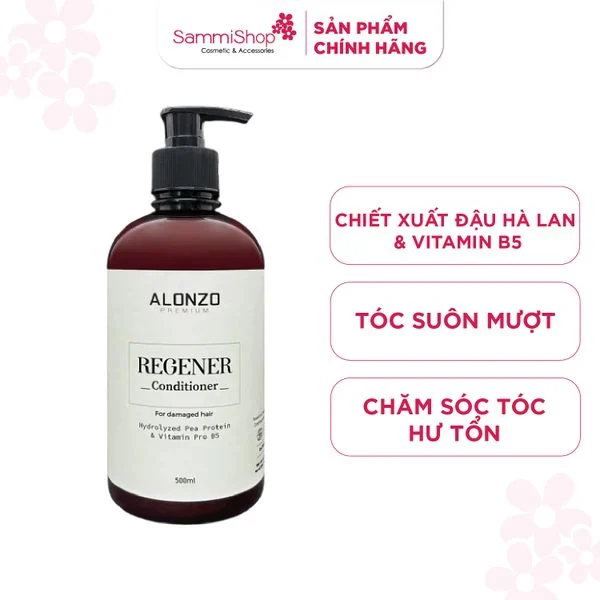 SammiShop
Cosmetic & Accessories
SẢN PHẨM
CHÍNH HÃNG
ALONZO
PREMIUM
REGENER
Conditioner
For damaged hair
Hydrolyzed Pea Protein
& Vitamin Pro B5
500ml
CHIẾT XUẤT ĐẬU HÀ LAN
& VITAMIN B5
TÓC SUÔN MƯỢT
CHĂM SÓC TÓC
HƯ TỔN